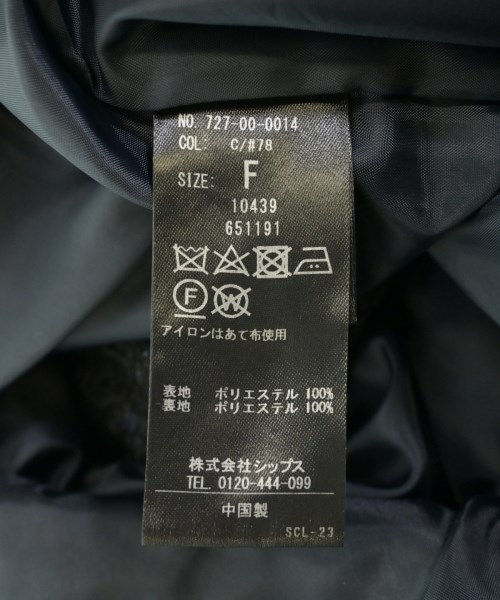 NO. 727-00-0014
COL: C/#78
SIZE: F
10439
651191
F W
アイロンはあて布使用
表地 ポリエステル 100%
裏地 ポリエステル 100%
株式会社シップス
TEL. 0120-444-099
中国製
SCL-23